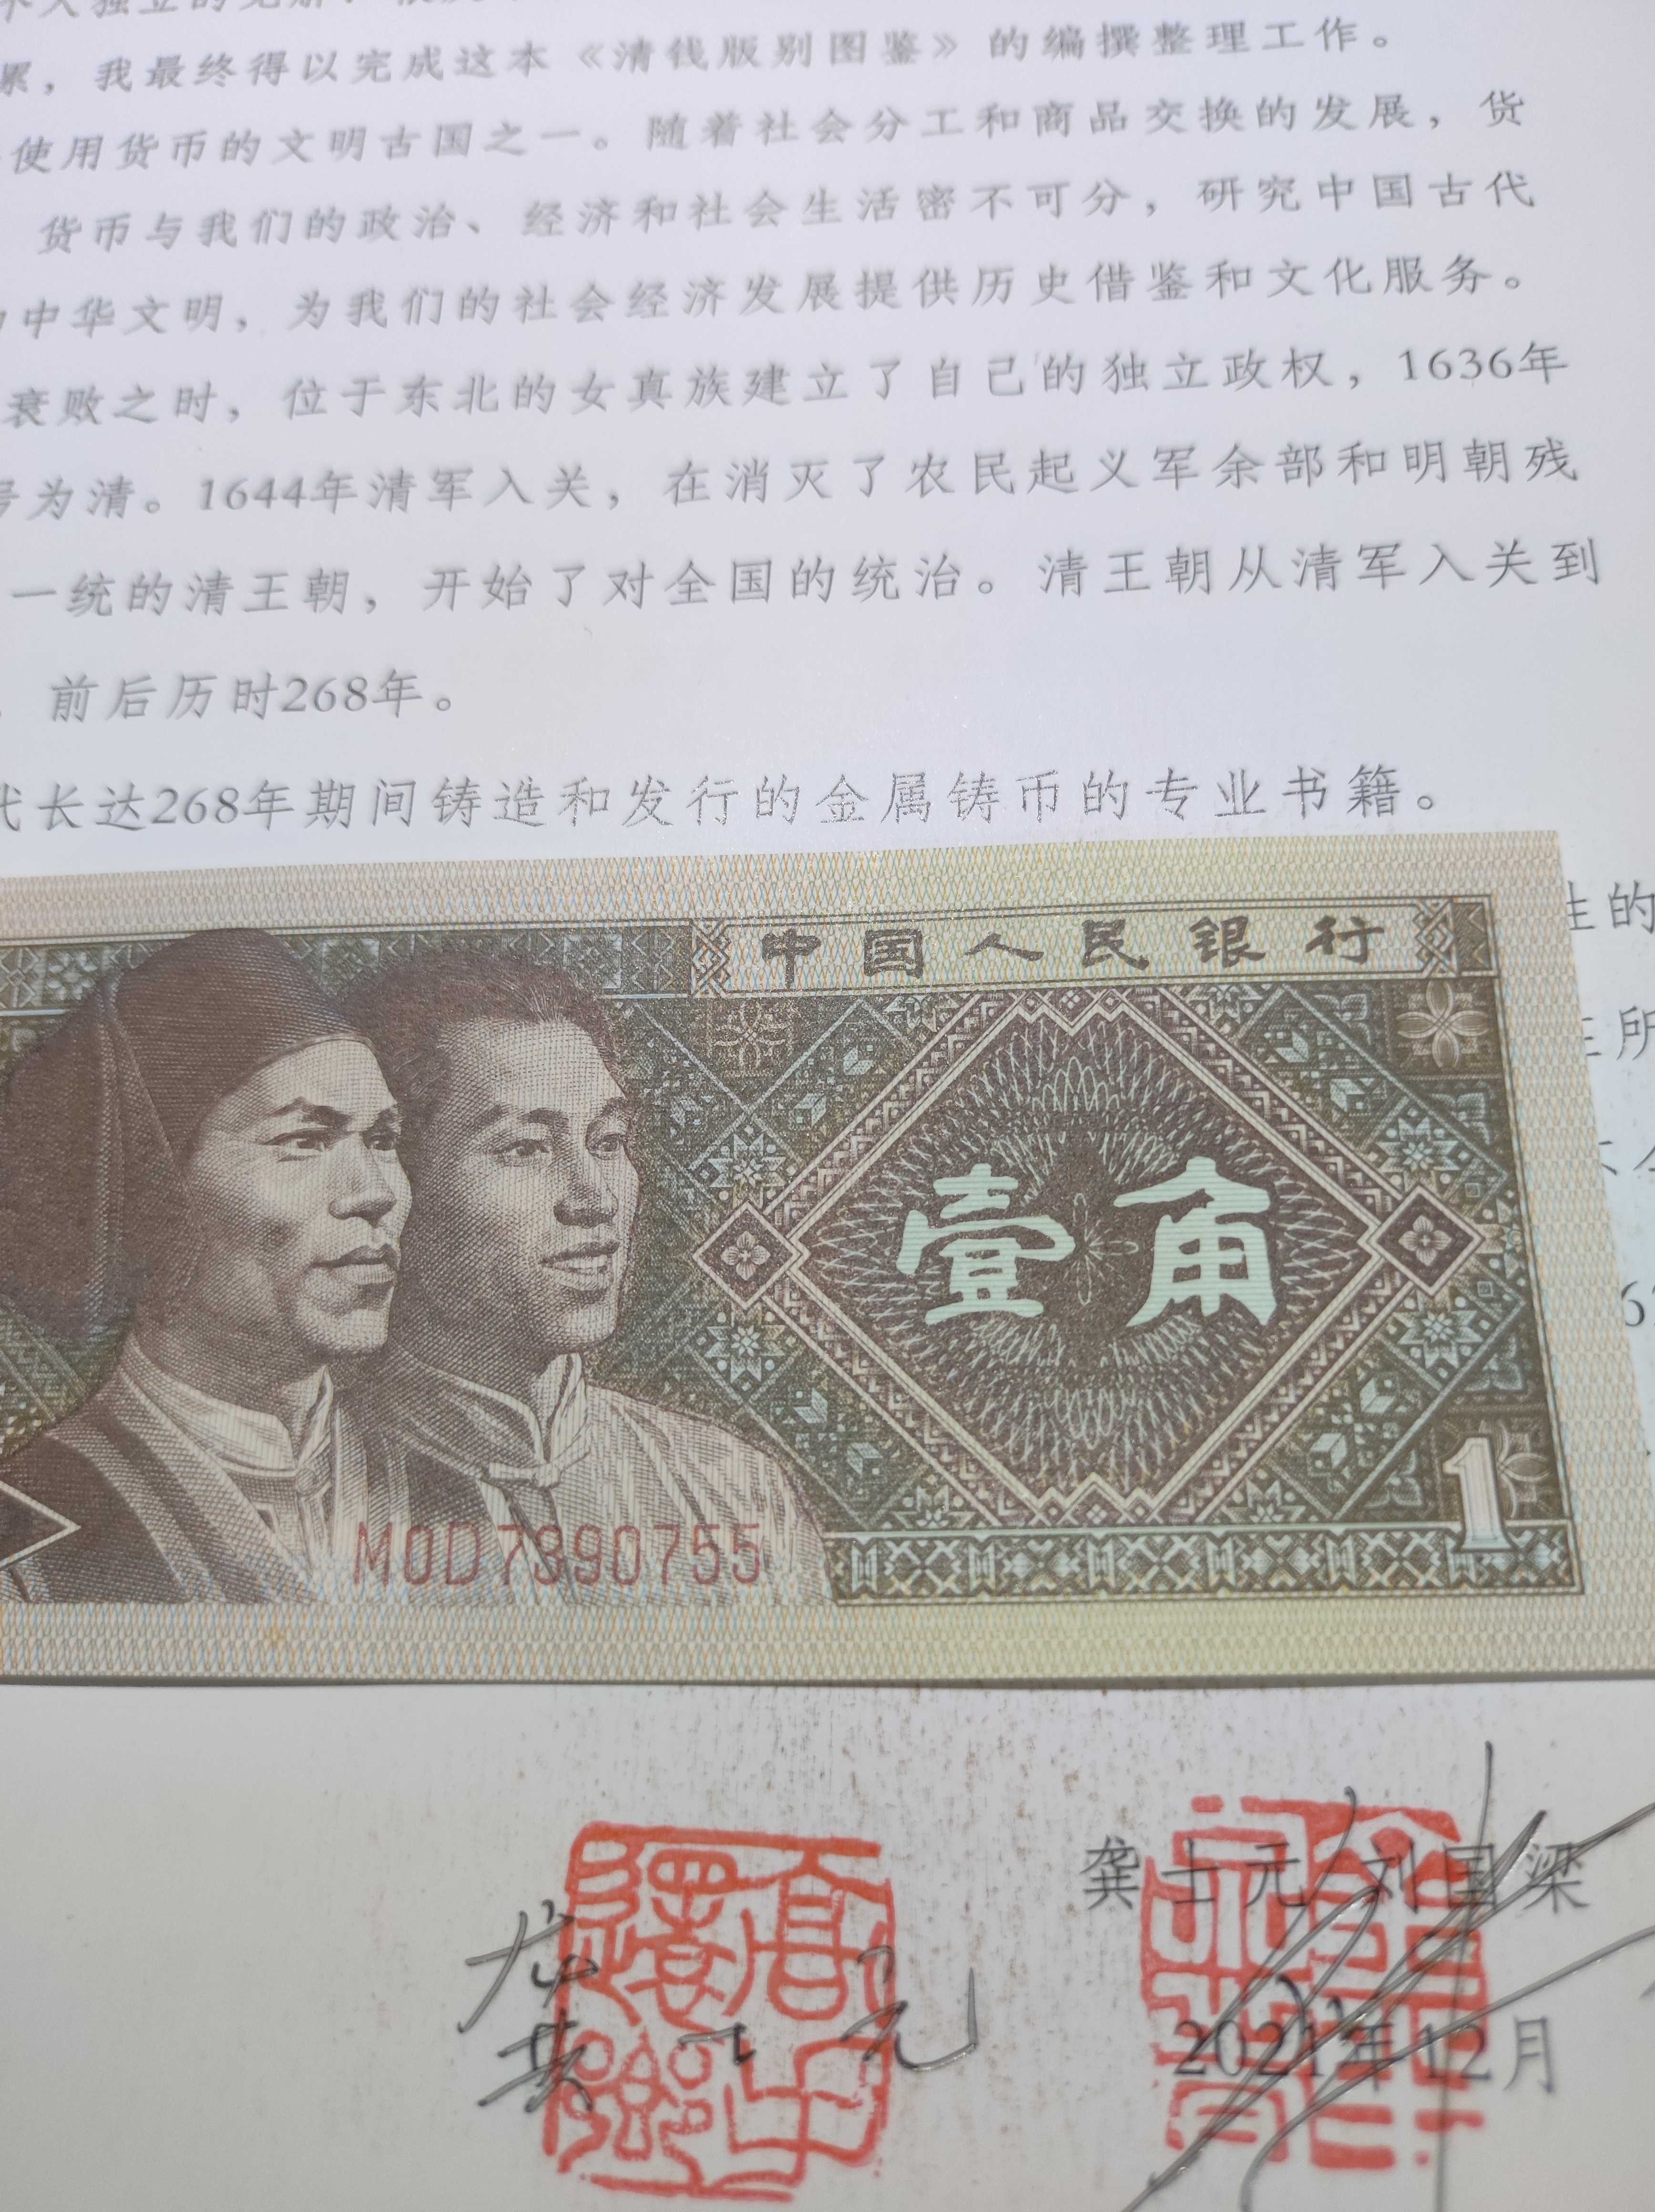 累，我最终得以完成这本《清钱版别图鉴》的编撰整理工作。
使用货币的文明古国之一。随着社会分工和商品交换的发展，货
货币与我们的政治、经济和社会生活密不可分，研究中国古代
中华文明，为我们的社会经济发展提供历史借鉴和文化服务。
衰败之时，位于东北的女真族建立了自己的独立政权，1636年
号为清。1644年清军入关，在消灭了农民起义军余部和明朝残
一统的清王朝，开始了对全国的统治。清王朝从清军入关到
前后历时268年。
代长达268年期间铸造和发行的金属铸币的专业书籍。
性的
所
中国人民银行
壹角
1
M0D7390755
龚士元 刘国梁
龚士元
2021年12月